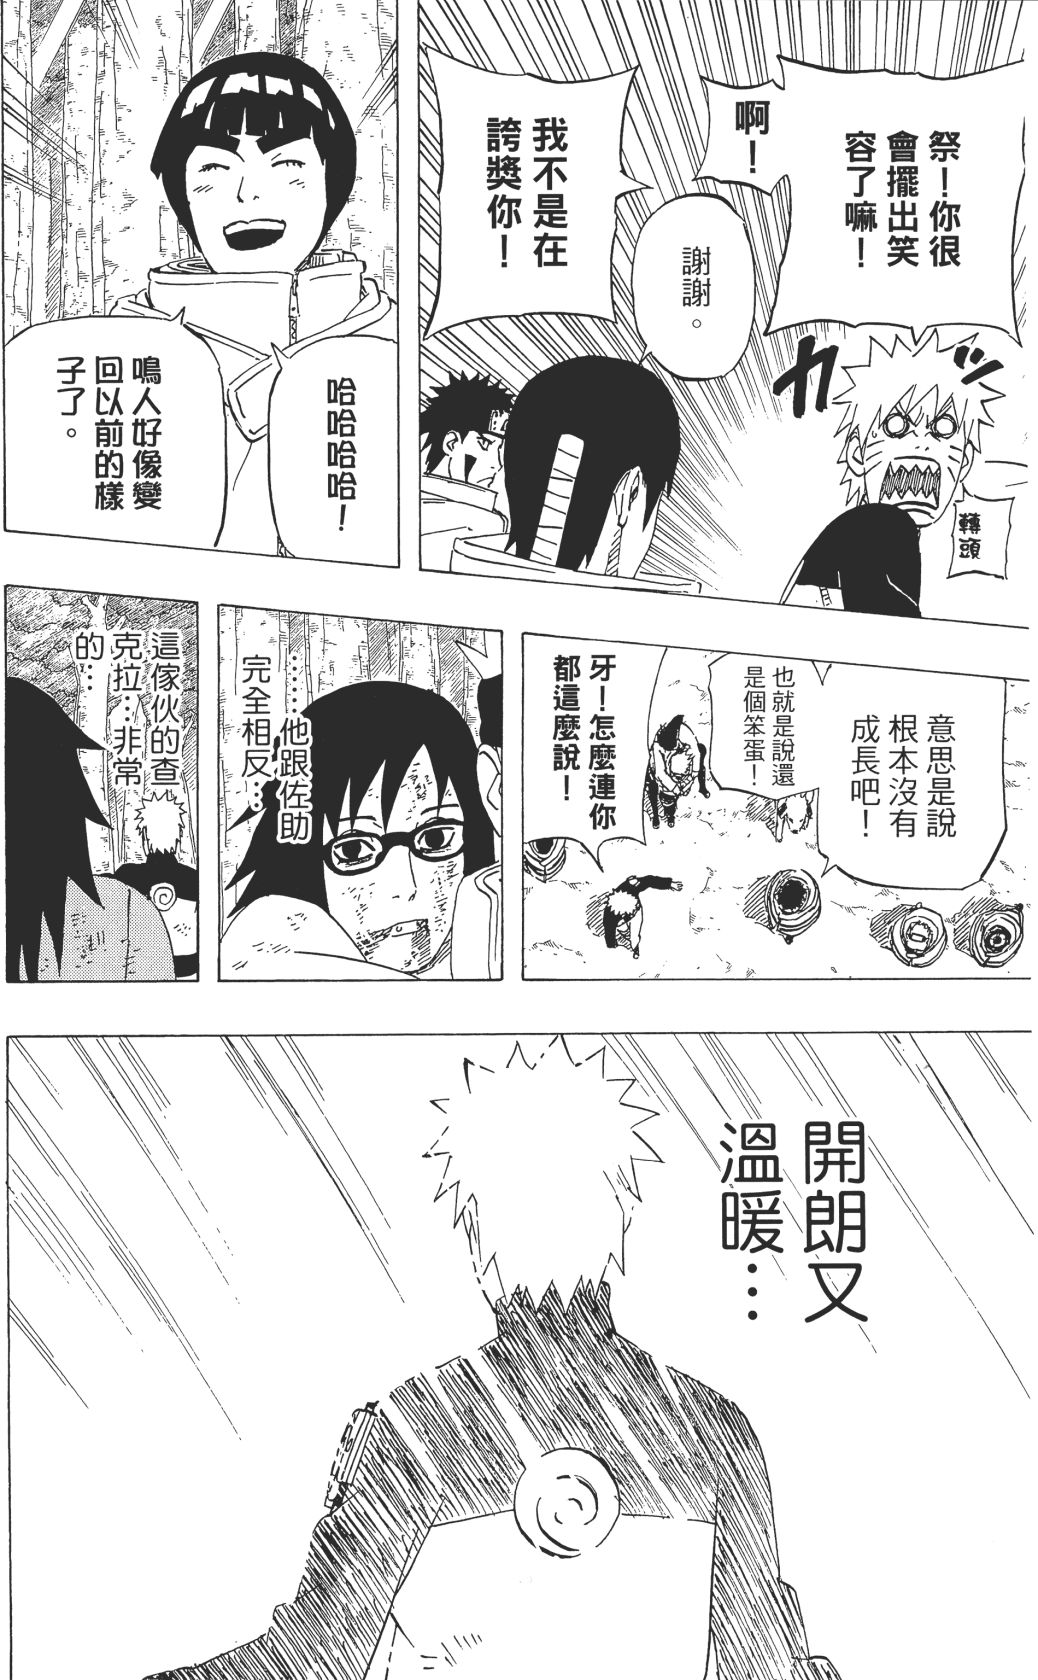 祭！你很
會擺出笑
容了嘛！
啊！
謝謝。
我不是在
誇獎你！
カッ
轉頭
哈哈哈哈！
鳴人好像變
回以前的樣
子了。
意思是說
根本沒有
成長吧！
也就是說還
是個笨蛋！
牙！怎麼連你
都這麼說！
……他跟佐助
完全相反…
這傢伙的查
克拉…非常
的…
開朗又
溫暖…